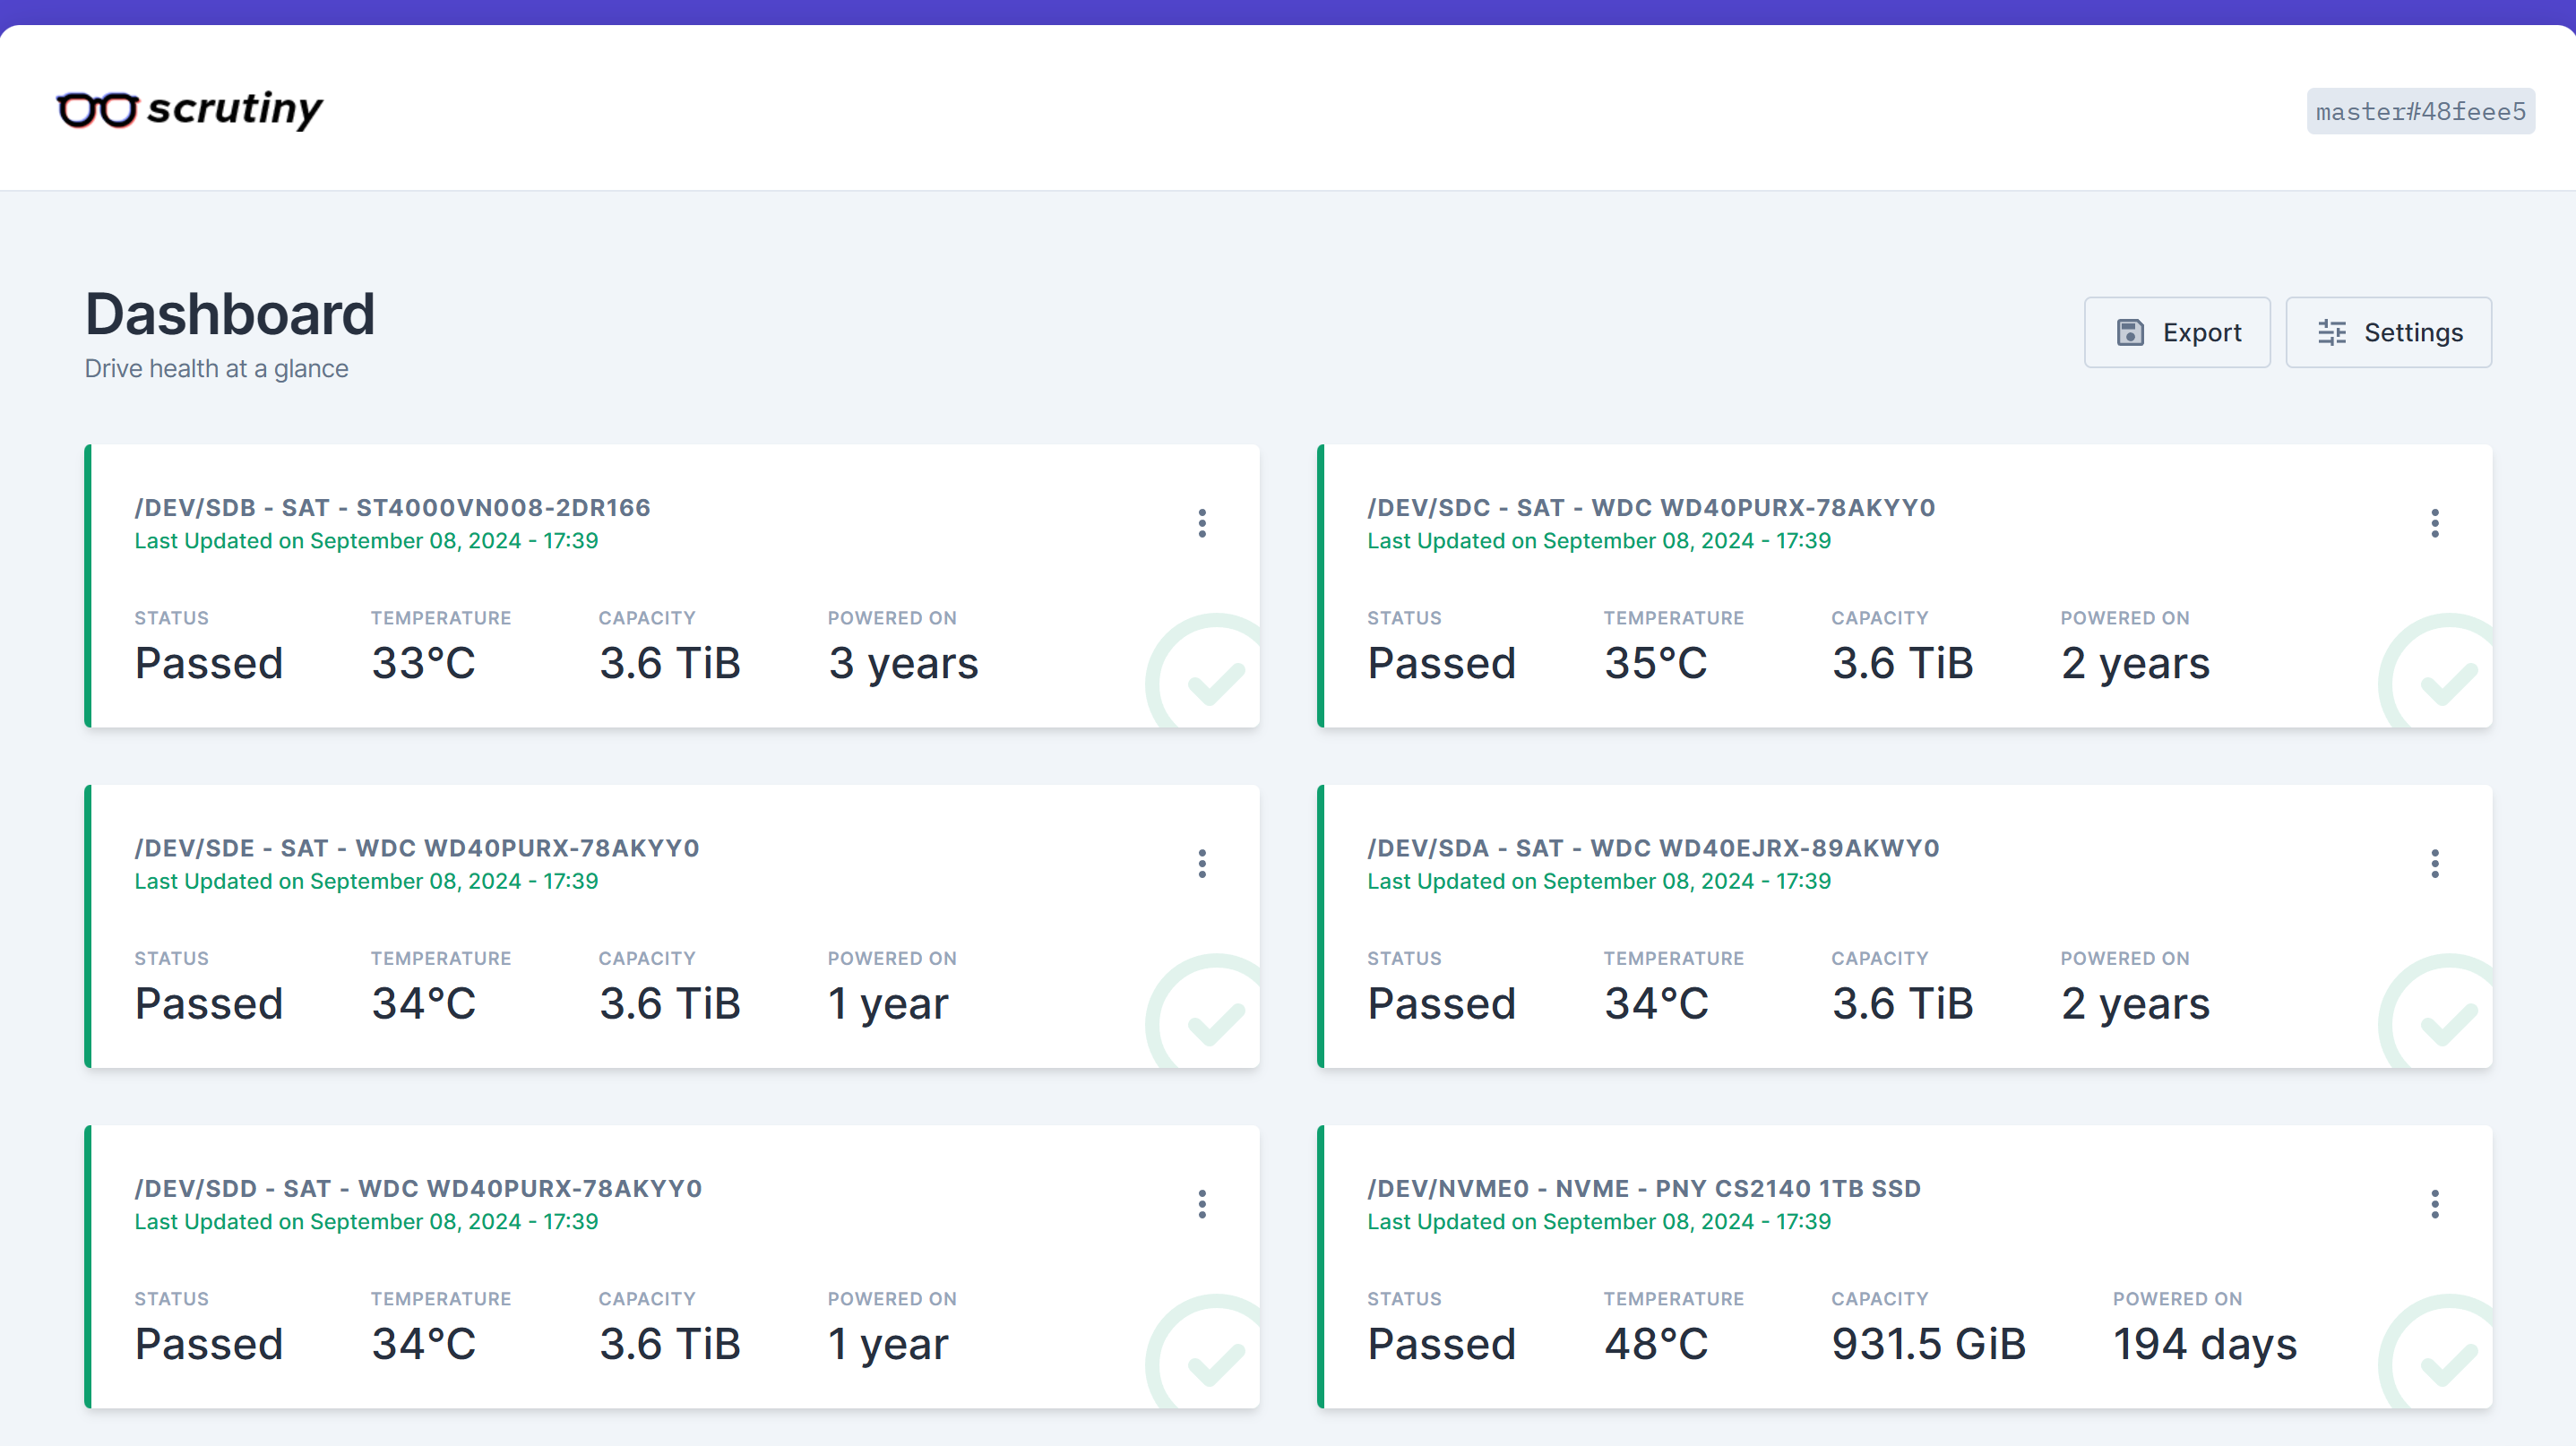 scrutiny
master#48feee5
Dashboard
Drive health at a glance
Export
Settings
/DEV/SDB - SAT - ST4000VN008-2DR166
Last Updated on September 08, 2024 - 17:39
STATUS TEMPERATURE CAPACITY POWERED ON
Passed 33°C 3.6 TiB 3 years
/DEV/SDC - SAT - WDC WD40PURX-78AKYY0
Last Updated on September 08, 2024 - 17:39
STATUS TEMPERATURE CAPACITY POWERED ON
Passed 35°C 3.6 TiB 2 years
/DEV/SDE - SAT - WDC WD40PURX-78AKYY0
Last Updated on September 08, 2024 - 17:39
STATUS TEMPERATURE CAPACITY POWERED ON
Passed 34°C 3.6 TiB 1 year
/DEV/SDA - SAT - WDC WD40EJRX-89AKWY0
Last Updated on September 08, 2024 - 17:39
STATUS TEMPERATURE CAPACITY POWERED ON
Passed 34°C 3.6 TiB 2 years
/DEV/SDD - SAT - WDC WD40PURX-78AKYY0
Last Updated on September 08, 2024 - 17:39
STATUS TEMPERATURE CAPACITY POWERED ON
Passed 34°C 3.6 TiB 1 year
/DEV/NVME0 - NVME - PNY CS2140 1TB SSD
Last Updated on September 08, 2024 - 17:39
STATUS TEMPERATURE CAPACITY POWERED ON
Passed 48°C 931.5 GiB 194 days